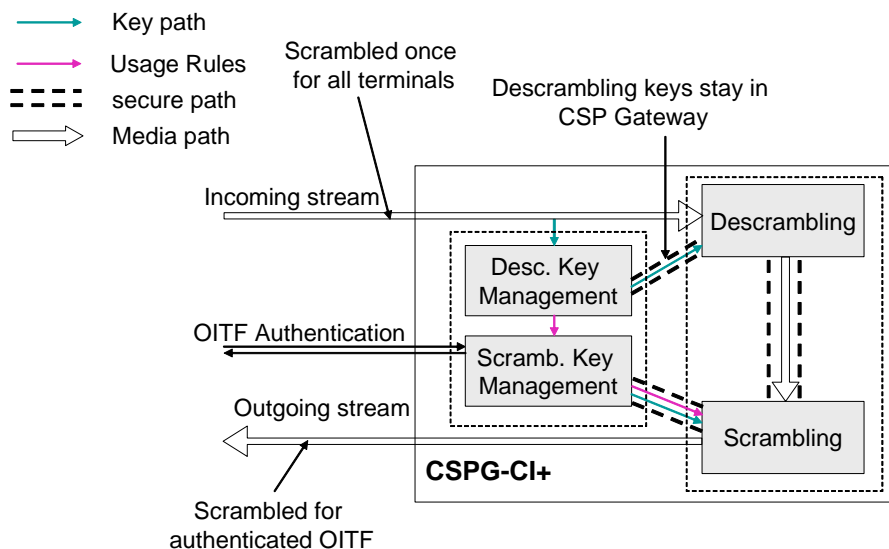 Key path
Usage Rules
secure path
Media path
Scrambled once
for all terminals
Descrambling keys stay in
CSP Gateway
Incoming stream
Descrambling
Desc. Key
Management
OITF Authentication
Scramb. Key
Management
Outgoing stream
Scrambling
CSPG-CI+
Scrambled for
authenticated OITF